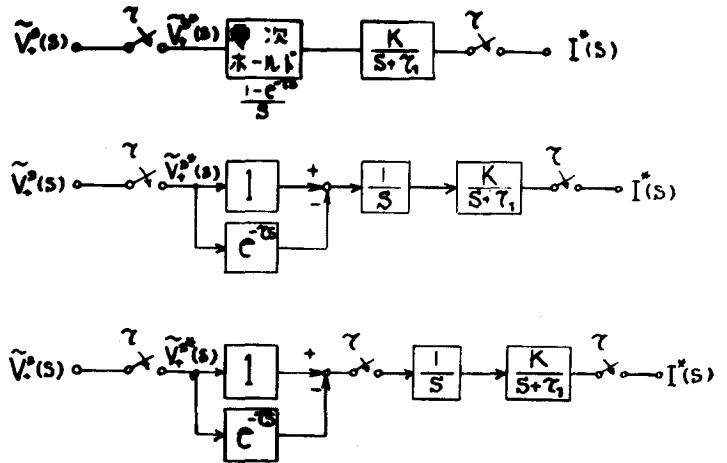 τ τ
Ṽ₊ˢ(s) Ṽ₊ˢ*(s) 次 K/(s+τ₁) I*(s)
ホールド
(1-e^-τs)/s
τ + τ
Ṽ₊ˢ(s) Ṽ₊ˢ*(s) 1 - 1/s K/(s+τ₁) I*(s)
e^-τs
τ + τ τ
Ṽ₊ˢ(s) Ṽ₊ˢ*(s) 1 - 1/s K/(s+τ₁) I*(s)
e^-τs